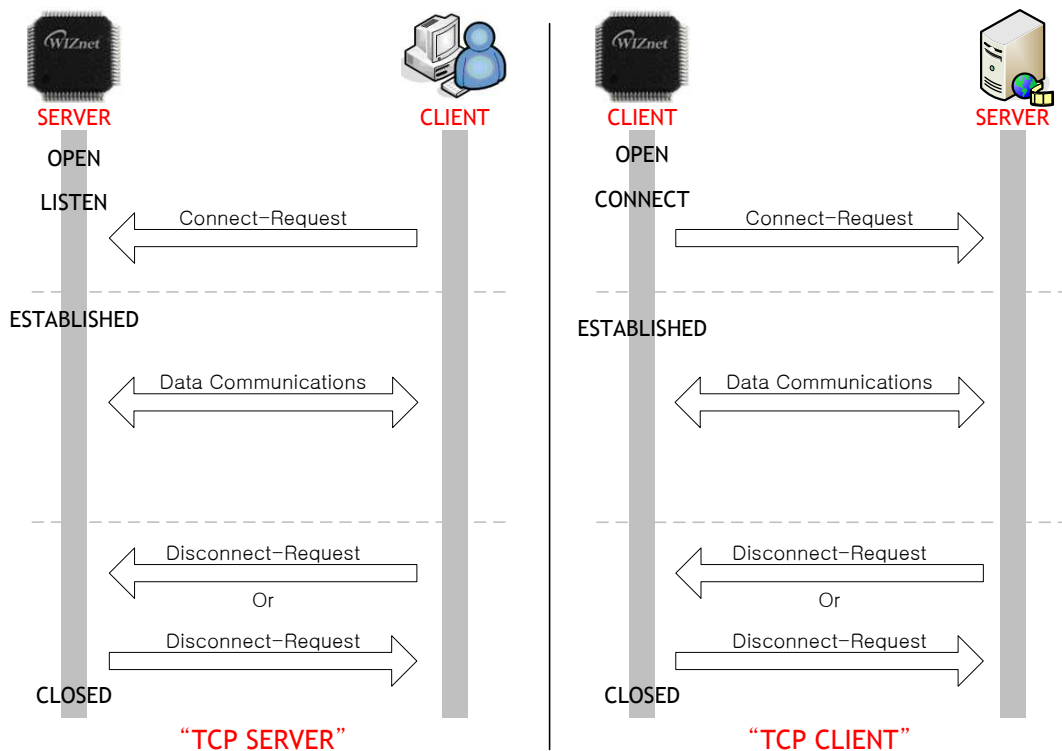 WIZnet
SERVER
CLIENT
OPEN
LISTEN
Connect-Request
ESTABLISHED
Data Communications
Disconnect-Request
Or
Disconnect-Request
CLOSED
“TCP SERVER”
WIZnet
CLIENT
SERVER
OPEN
CONNECT
Connect-Request
ESTABLISHED
Data Communications
Disconnect-Request
Or
Disconnect-Request
CLOSED
“TCP CLIENT”